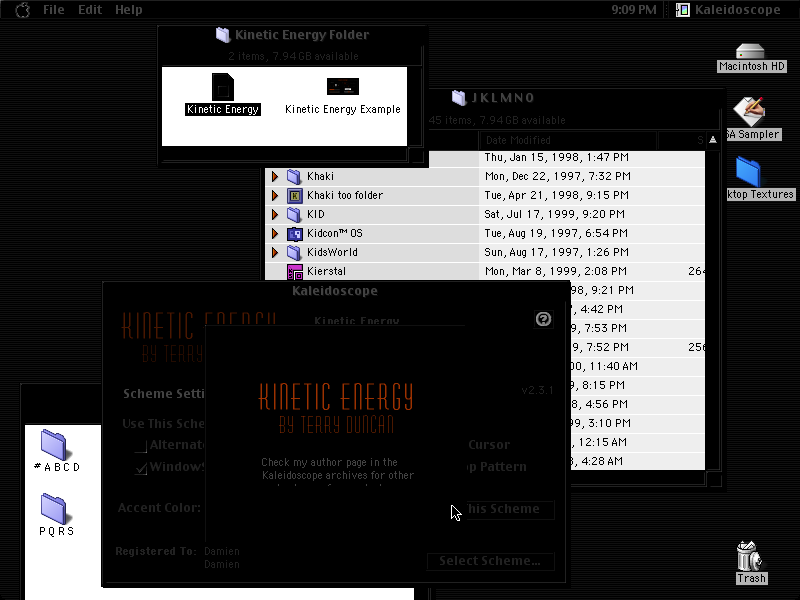 File Edit Help
9:09 PM Kaleidoscope
Kinetic Energy Folder
2 items, 7.94 GB available
Kinetic Energy
Kinetic Energy Example
Macintosh HD
SA Sampler
ktop Textures
Trash
JKLMNO
45 items, 7.94 GB available
Date Modified S
Thu, Jan 15, 1998, 1:47 PM
Khaki Mon, Dec 22, 1997, 7:32 PM
Khaki too folder Tue, Apr 21, 1998, 9:15 PM
KID Sat, Jul 17, 1999, 9:20 PM
Kidcon™ OS Tue, Aug 19, 1997, 6:54 PM
KidsWorld Sun, Aug 17, 1997, 1:26 PM
Kierstal Mon, Mar 8, 1999, 2:08 PM 264
98, 9:21 PM
, 4:42 PM
, 7:53 PM
, 7:52 PM 256
00, 11:40 AM
9, 8:15 PM
8, 4:56 PM
9, 3:10 PM
, 12:15 AM
8, 4:28 AM
Kaleidoscope
KINETIC ENERGY
BY TERRY
Kinetic Energy
Scheme Setti
Use This Sche
Alternat
WindowS
Accent Color:
Registered To: Damien
Damien
v2.3.1
Cursor
p Pattern
his Scheme
Select Scheme...
KINETIC ENERGY
BY TERRY DUNCAN
Check my author page in the
Kaleidoscope archives for other
#ABCD
PQRS